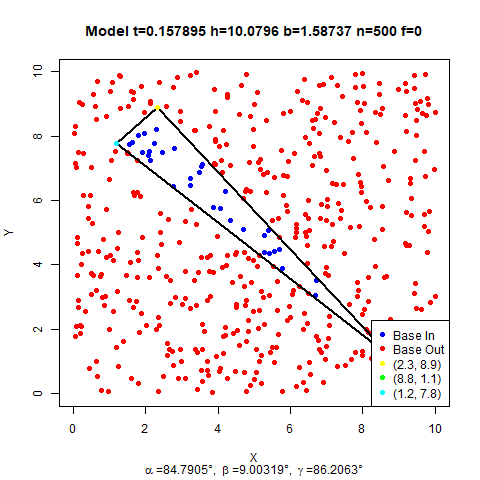 Model t=0.157895 h=10.0796 b=1.58737 n=500 f=0
10
8
6
4
2
0
Y
Base In
Base Out
(2.3, 8.9)
(8.8, 1.1)
(1.2, 7.8)
0 2 4 6 8 10
X
α=84.7905°, β=9.00319°, γ=86.2063°